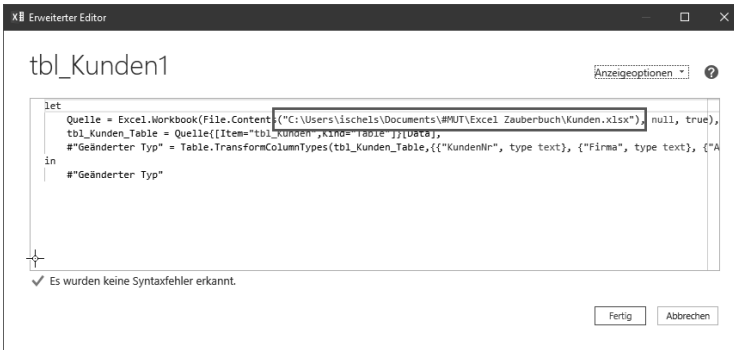 Erweiterter Editor
tbl_Kunden1
Anzeigeoptionen
let
Quelle = Excel.Workbook(File.Contents("C:\Users\ischels\Documents\#MUT\Excel Zauberbuch\Kunden.xlsx"), null, true),
tbl_Kunden_Table = Quelle{[Item="tbl_Kunden",Kind="Table"]}[Data],
#"Geänderter Typ" = Table.TransformColumnTypes(tbl_Kunden_Table,{{"KundenNr", type text}, {"Firma", type text}, {"A
in
#"Geänderter Typ"
Es wurden keine Syntaxfehler erkannt.
Fertig Abbrechen